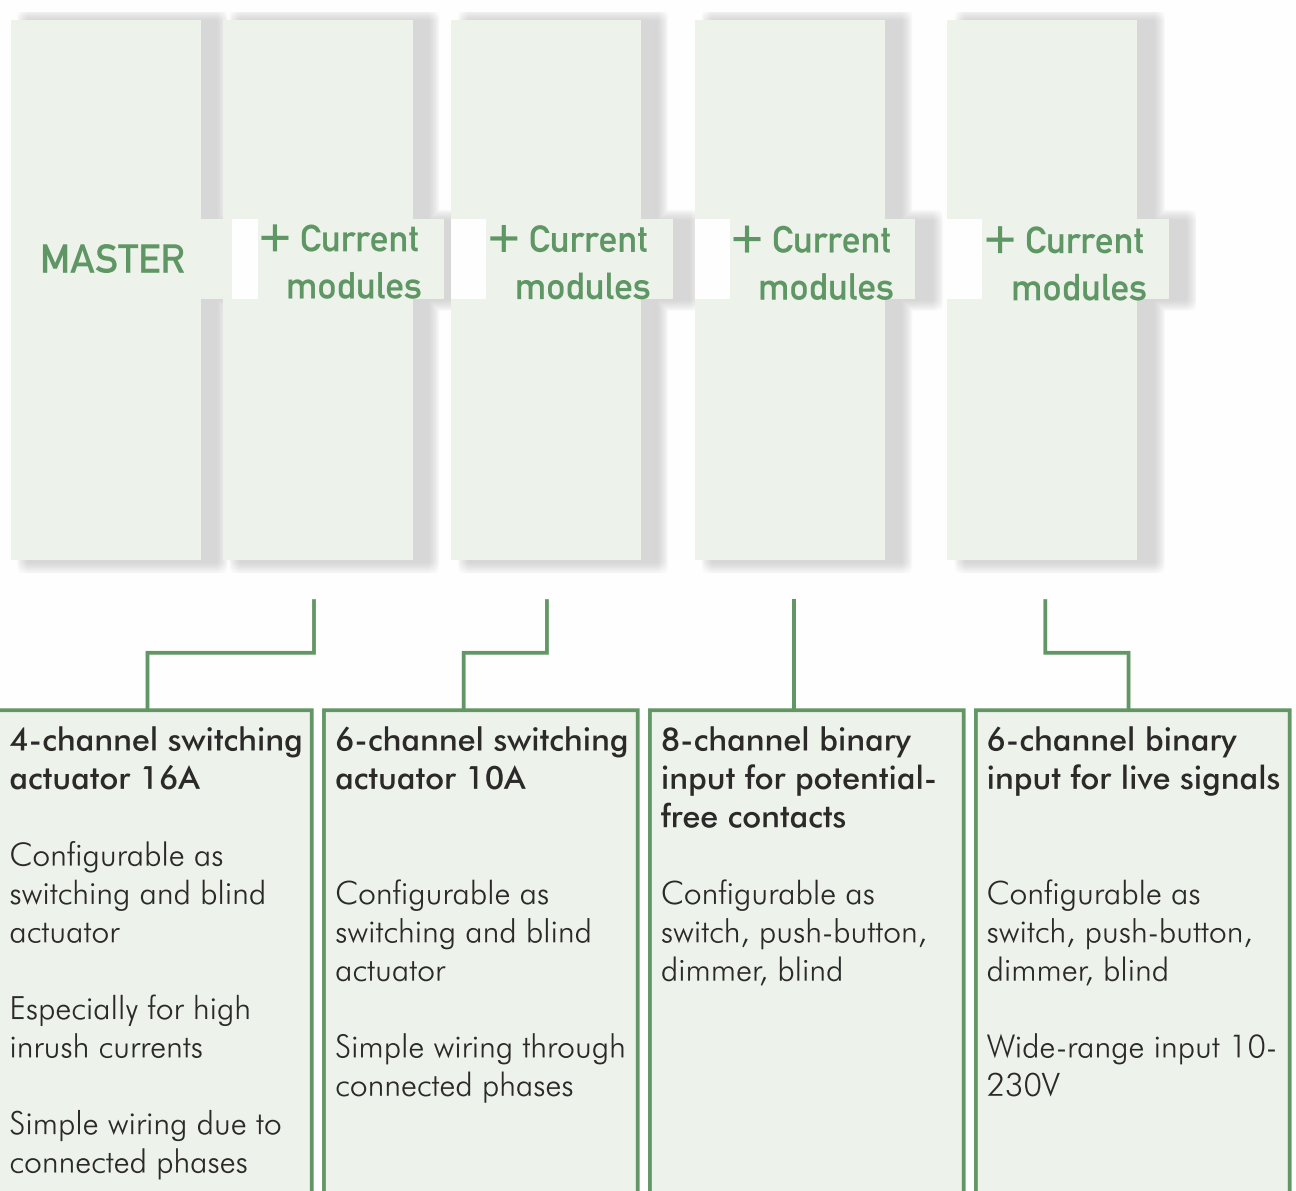 MASTER
+ Current
modules
+ Current
modules
+ Current
modules
+ Current
modules
4-channel switching
actuator 16A
Configurable as
switching and blind
actuator
Especially for high
inrush currents
Simple wiring due to
connected phases
6-channel switching
actuator 10A
Configurable as
switching and blind
actuator
Simple wiring through
connected phases
8-channel binary
input for potential-
free contacts
Configurable as
switch, push-button,
dimmer, blind
6-channel binary
input for live signals
Configurable as
switch, push-button,
dimmer, blind
Wide-range input 10-
230V